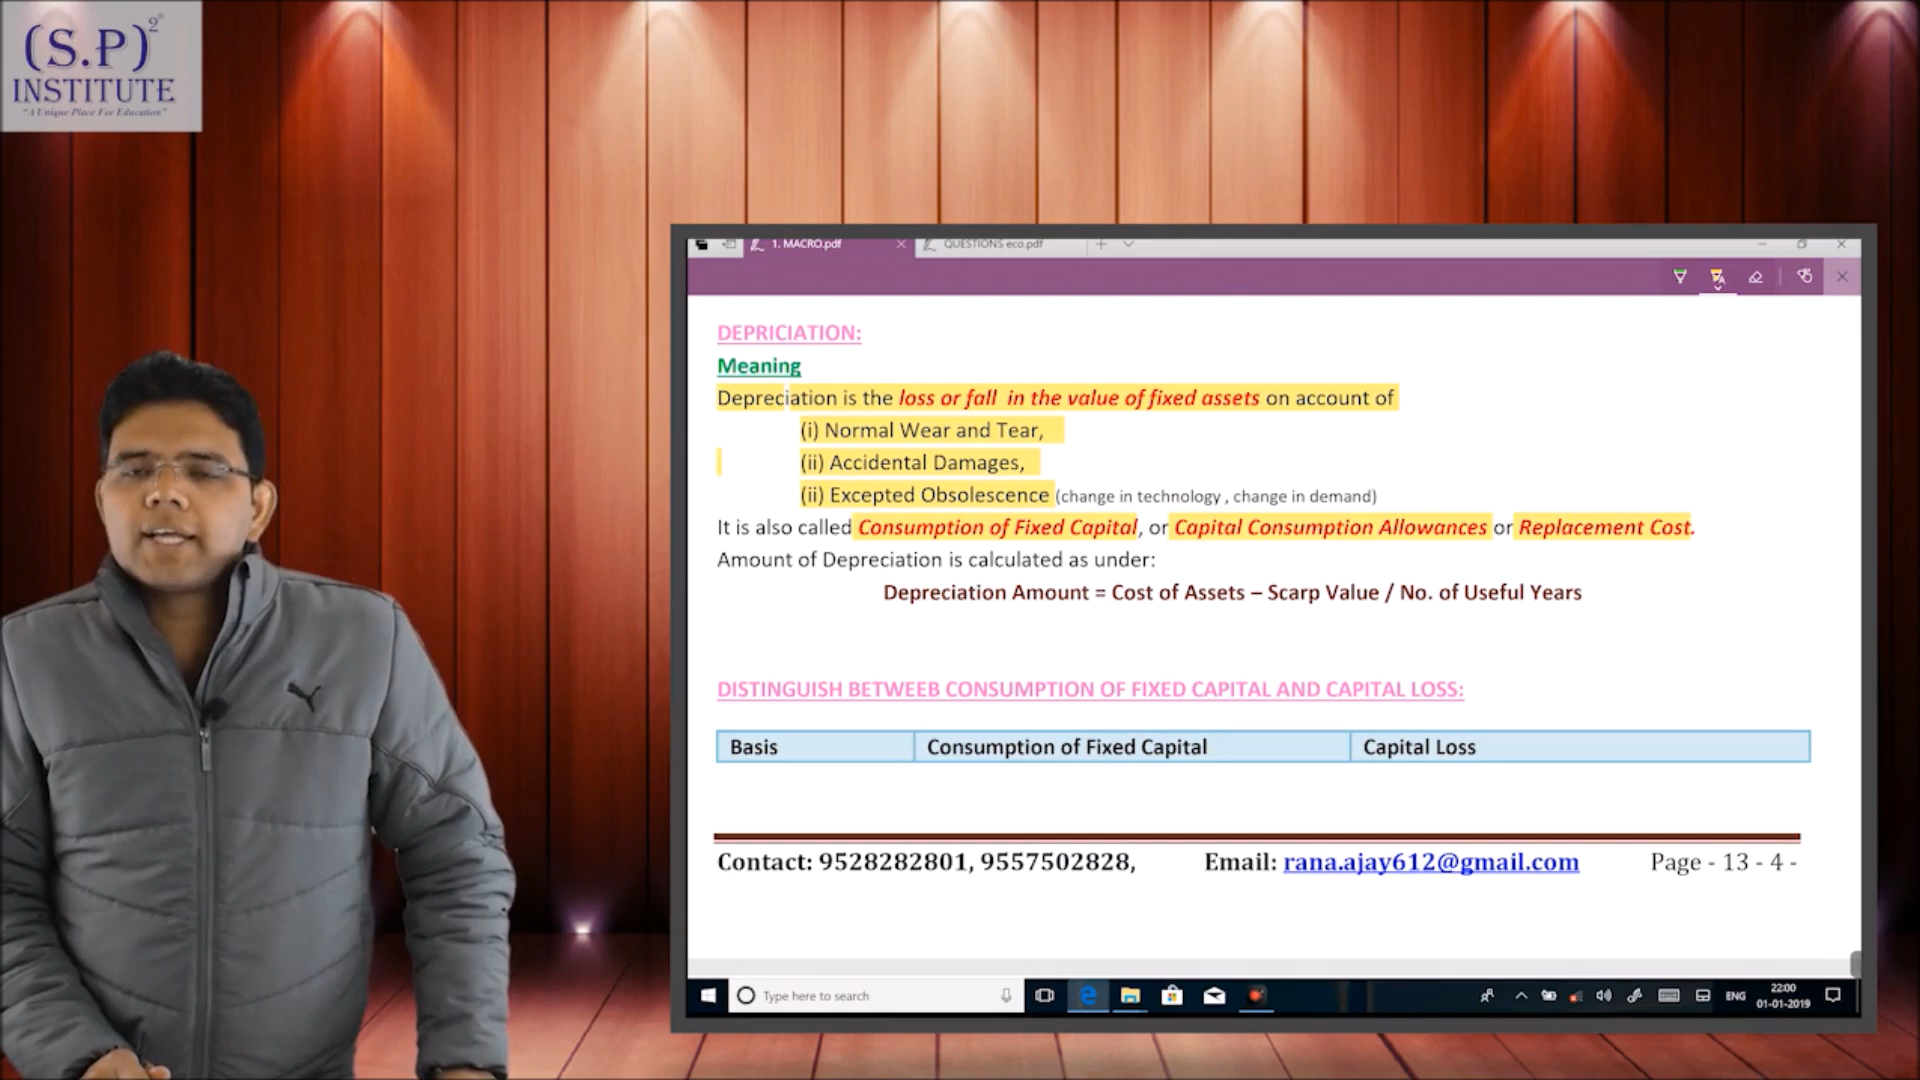 (S.P)²
INSTITUTE
"A Unique Place For Education"
1. MACRO.pdf
QUESTIONS eco.pdf
DEPRICIATION:
Meaning
Depreciation is the loss or fall in the value of fixed assets on account of
(i) Normal Wear and Tear,
(ii) Accidental Damages,
(ii) Excepted Obsolescence (change in technology , change in demand)
It is also called Consumption of Fixed Capital, or Capital Consumption Allowances or Replacement Cost.
Amount of Depreciation is calculated as under:
Depreciation Amount = Cost of Assets – Scarp Value / No. of Useful Years
DISTINGUISH BETWEEB CONSUMPTION OF FIXED CAPITAL AND CAPITAL LOSS:
Basis Consumption of Fixed Capital Capital Loss
Contact: 9528282801, 9557502828, Email: rana.ajay612@gmail.com Page - 13 - 4 -
Type here to search
ENG
22:00
01-01-2019